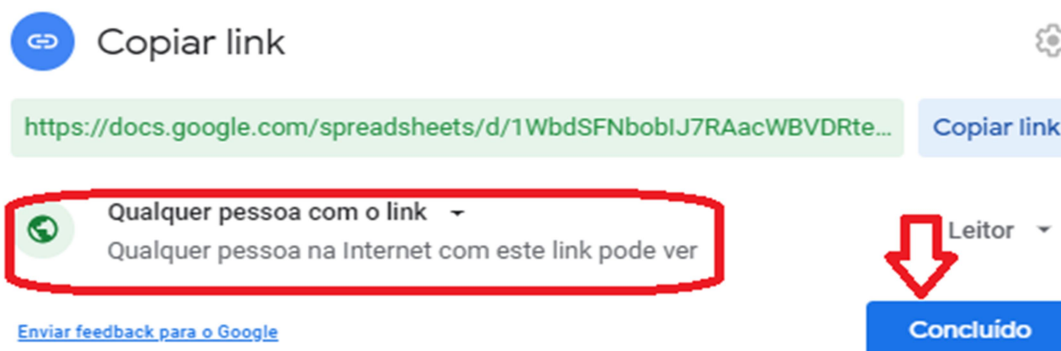 Copiar link
https://docs.google.com/spreadsheets/d/1WbdSFNbobIJ7RAacWBVDRte... Copiar link
Qualquer pessoa com o link
Qualquer pessoa na Internet com este link pode ver
Leitor
Enviar feedback para o Google
Concluído